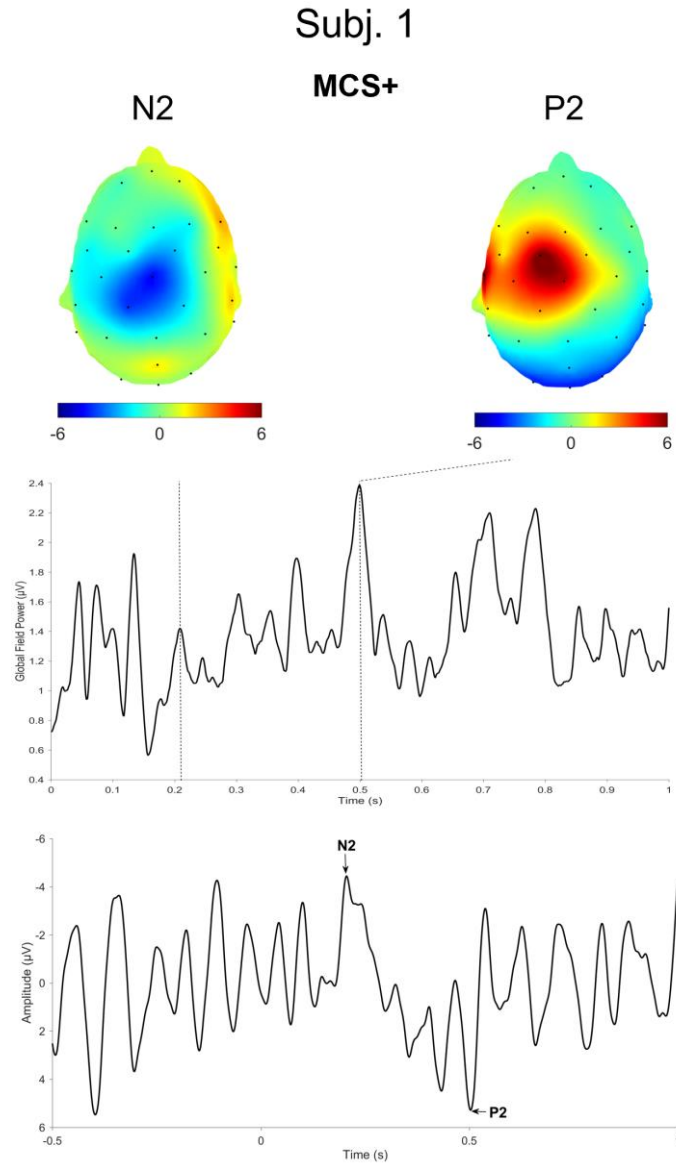 Subj. 1
MCS+
N2 P2
-6 0 6 -6 0 6
Global Field Power (µV)
2.4
2.2
2
1.8
1.6
1.4
1.2
1
0.8
0.6
0.4
0 0.1 0.2 0.3 0.4 0.5 0.6 0.7 0.8 0.9 1
Time (s)
Amplitude (µV)
-6
-4
-2
0
2
4
6
N2
P2
-0.5 0 0.5
Time (s)